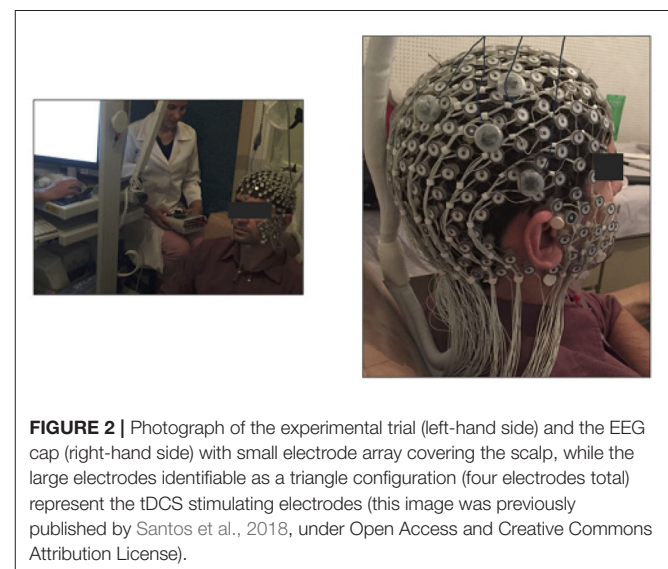 FIGURE 2 | Photograph of the experimental trial (left-hand side) and the EEG
cap (right-hand side) with small electrode array covering the scalp, while the
large electrodes identifiable as a triangle configuration (four electrodes total)
represent the tDCS stimulating electrodes (this image was previously
published by Santos et al., 2018, under Open Access and Creative Commons
Attribution License).